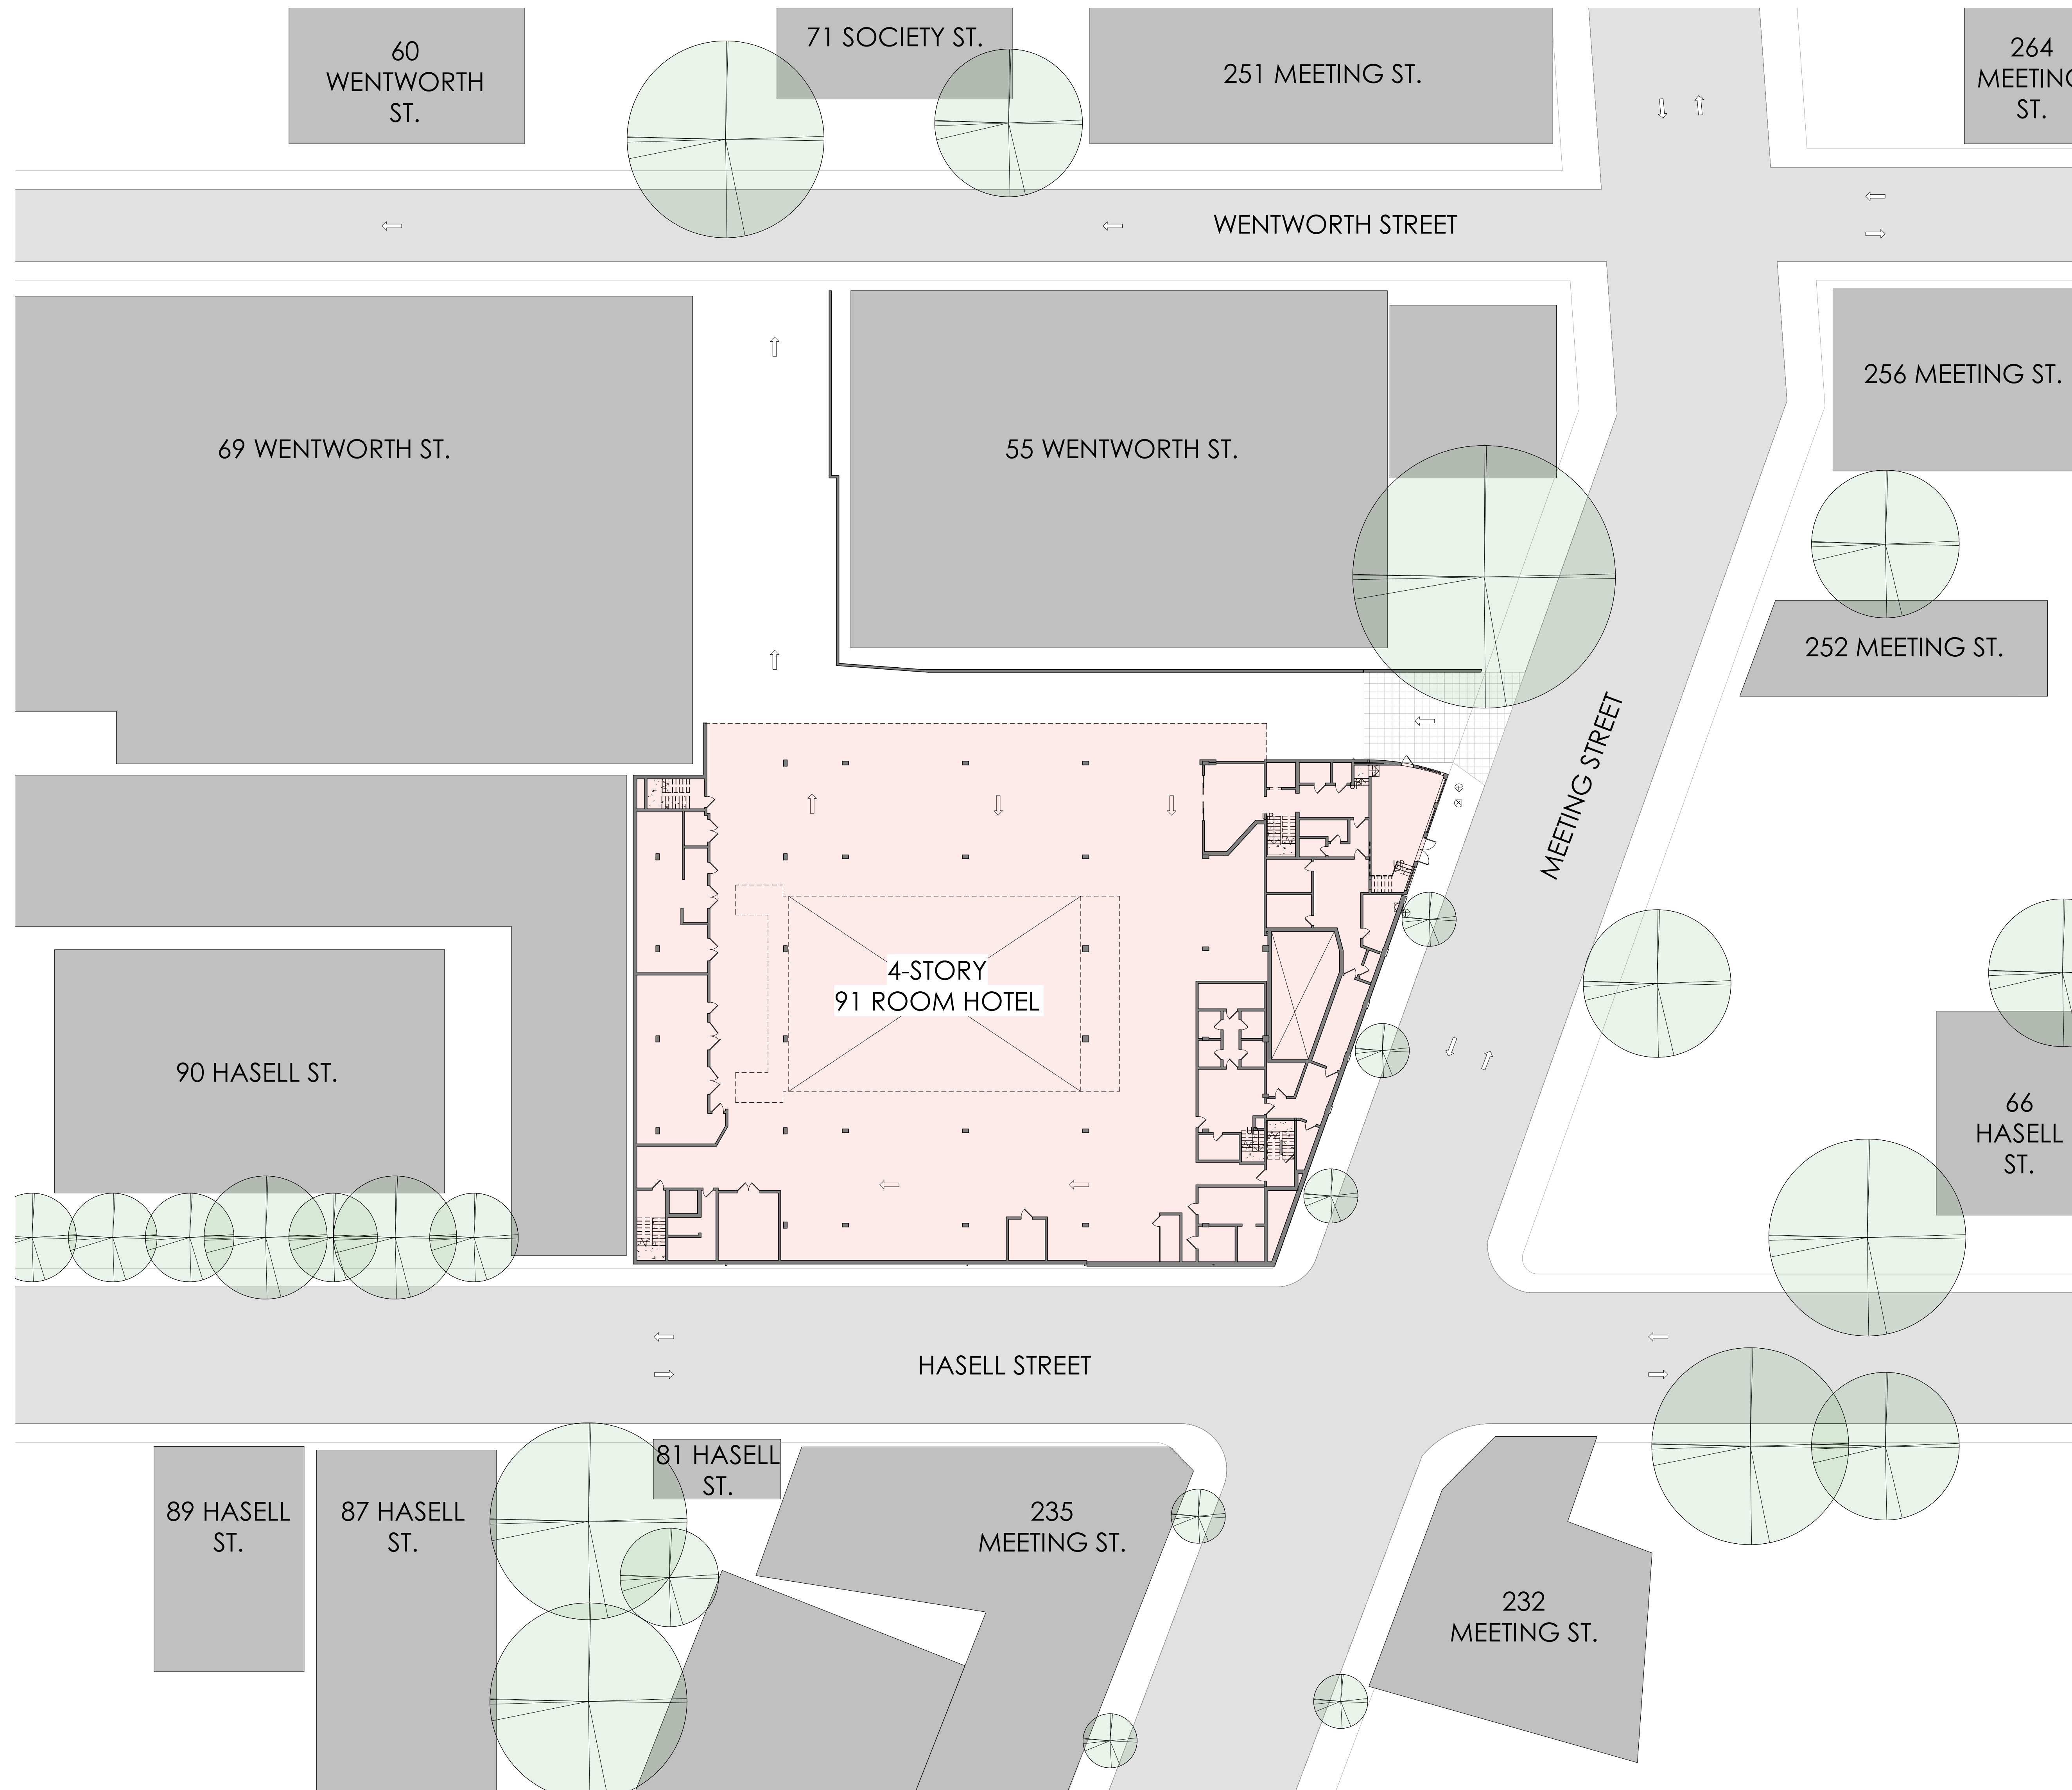 60
WENTWORTH
ST.
71 SOCIETY ST.
251 MEETING ST.
264
MEETING
ST.
WENTWORTH STREET
69 WENTWORTH ST.
55 WENTWORTH ST.
256 MEETING ST.
252 MEETING ST.
MEETING STREET
4-STORY
91 ROOM HOTEL
90 HASELL ST.
66
HASELL
ST.
HASELL STREET
89 HASELL
ST.
87 HASELL
ST.
81 HASELL
ST.
235
MEETING ST.
232
MEETING ST.